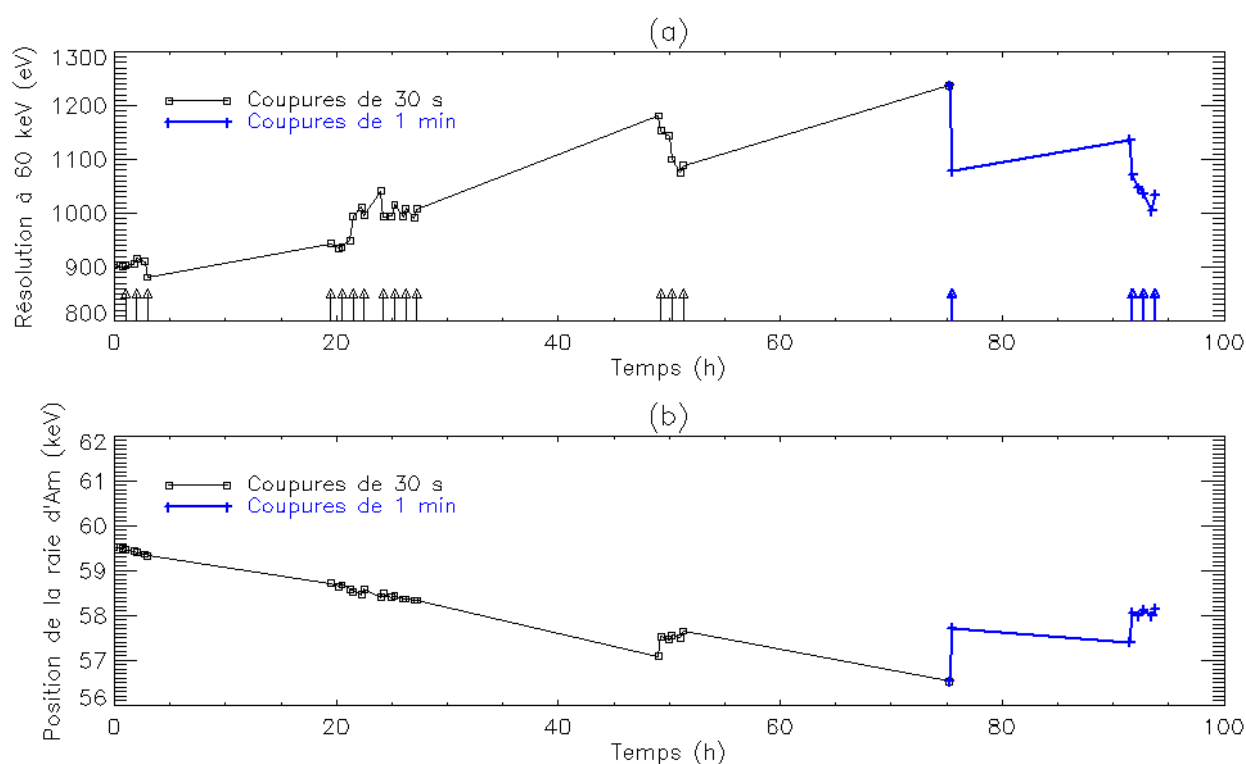 (a)
Résolution à 60 keV (eV)
1300
1200
1100
1000
900
800
Coupures de 30 s
Coupures de 1 min
0 20 40 60 80 100
Temps (h)
(b)
Position de la raie d'Am (keV)
62
61
60
59
58
57
56
Coupures de 30 s
Coupures de 1 min
0 20 40 60 80 100
Temps (h)